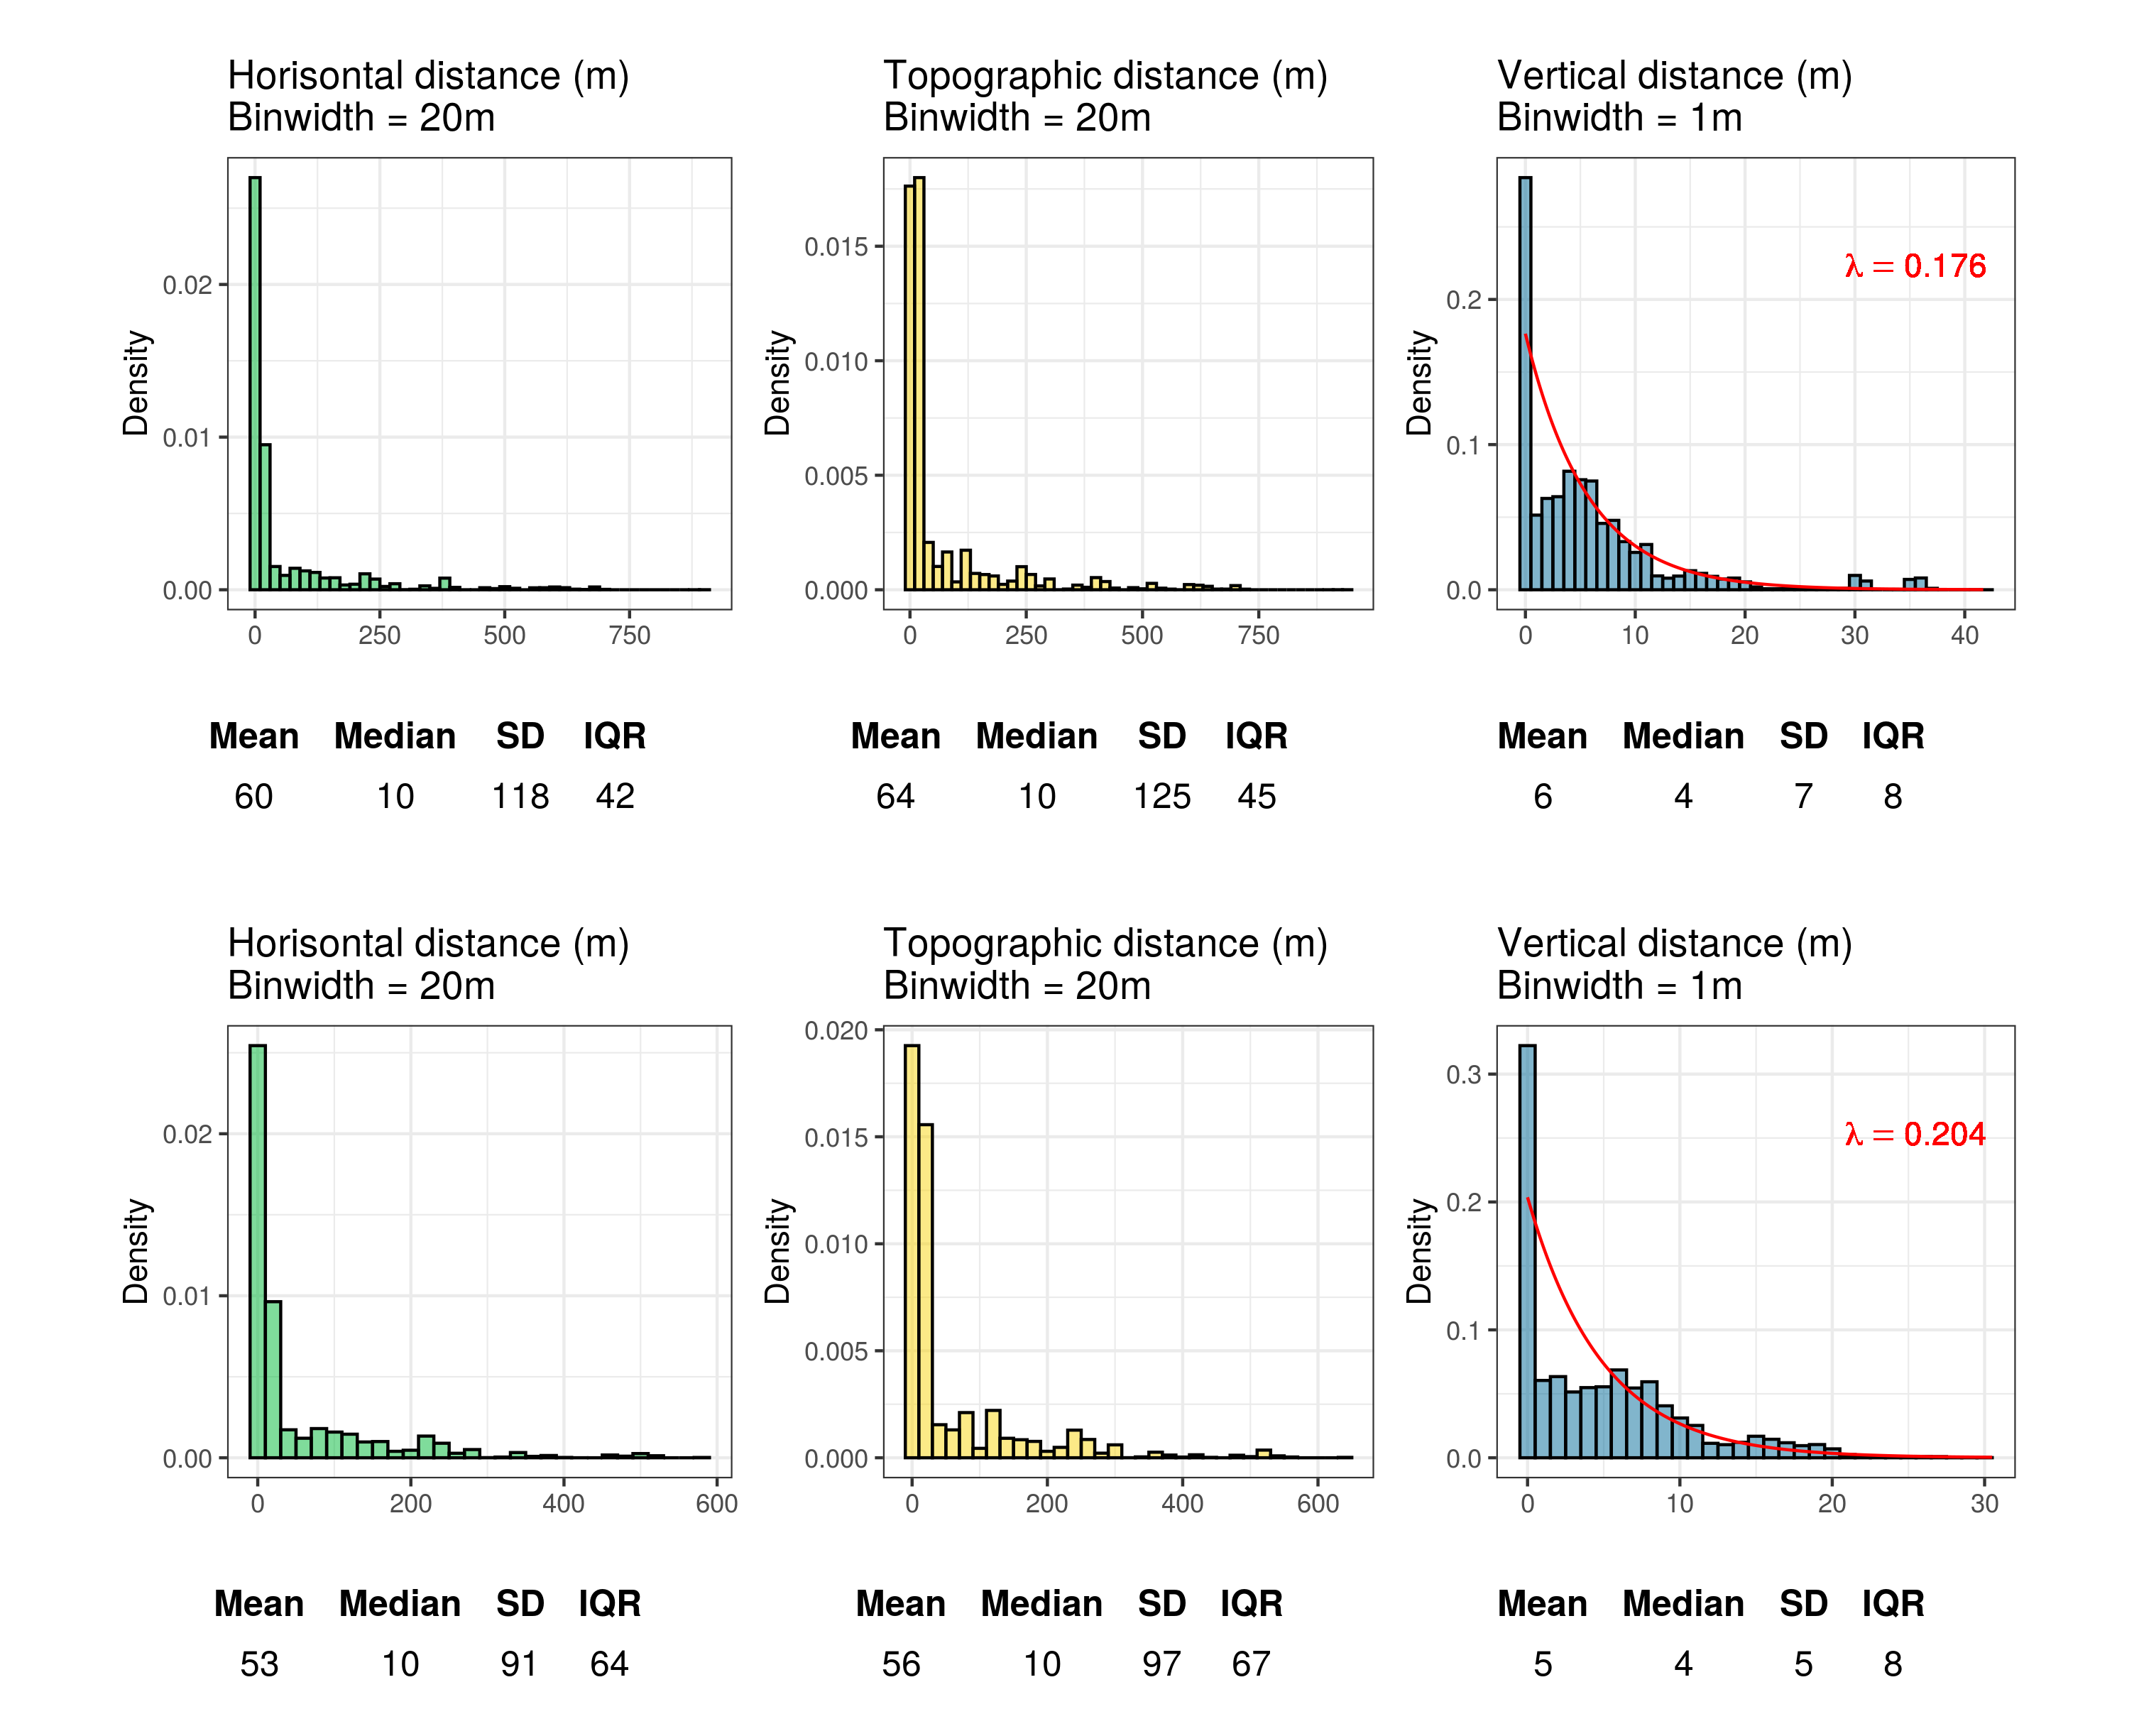 Horisontal distance (m)
Binwidth = 20m
Density
0.02
0.01
0.00
0 250 500 750
Mean Median SD IQR
60 10 118 42
Topographic distance (m)
Binwidth = 20m
Density
0.015
0.010
0.005
0.000
0 250 500 750
Mean Median SD IQR
64 10 125 45
Vertical distance (m)
Binwidth = 1m
Density
0.2
0.1
0.0
λ = 0.176
0 10 20 30 40
Mean Median SD IQR
6 4 7 8
Horisontal distance (m)
Binwidth = 20m
Density
0.02
0.01
0.00
0 200 400 600
Mean Median SD IQR
53 10 91 64
Topographic distance (m)
Binwidth = 20m
Density
0.020
0.015
0.010
0.005
0.000
0 200 400 600
Mean Median SD IQR
56 10 97 67
Vertical distance (m)
Binwidth = 1m
Density
0.3
0.2
0.1
0.0
λ = 0.204
0 10 20 30
Mean Median SD IQR
5 4 5 8